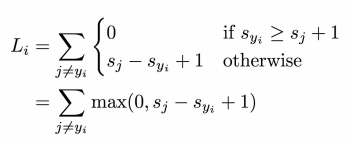 L_i = \sum_{j \neq y_i} \begin{cases} 0 & \text{if } s_{y_i} \geq s_j + 1 \\ s_j - s_{y_i} + 1 & \text{otherwise} \end{cases}
= \sum_{j \neq y_i} \max(0, s_j - s_{y_i} + 1)